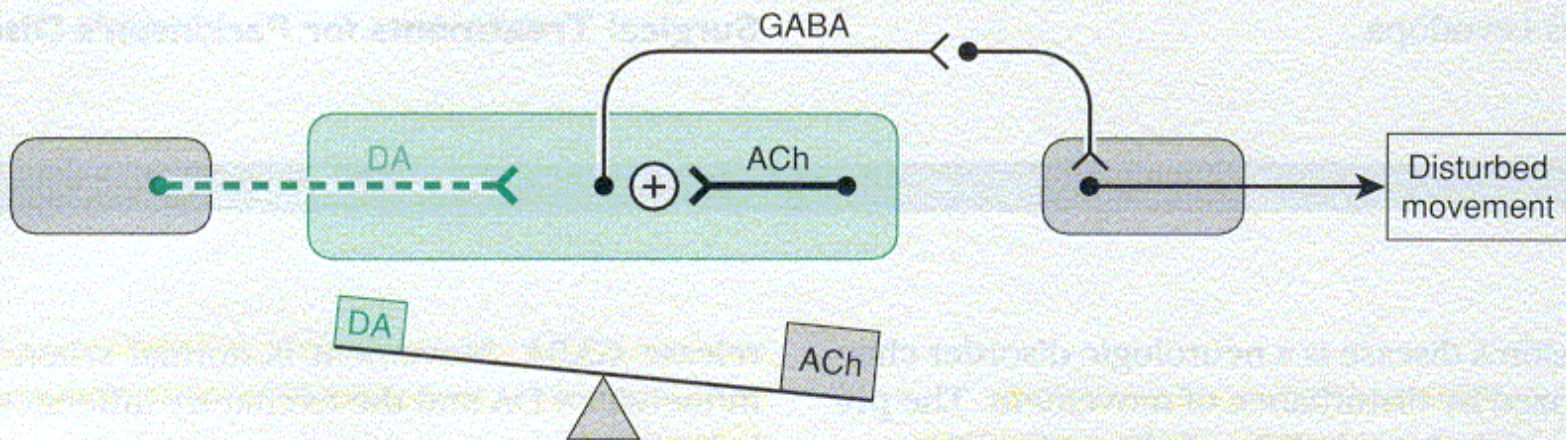 GABA
DA
ACh
+
Disturbed
movement
DA
ACh